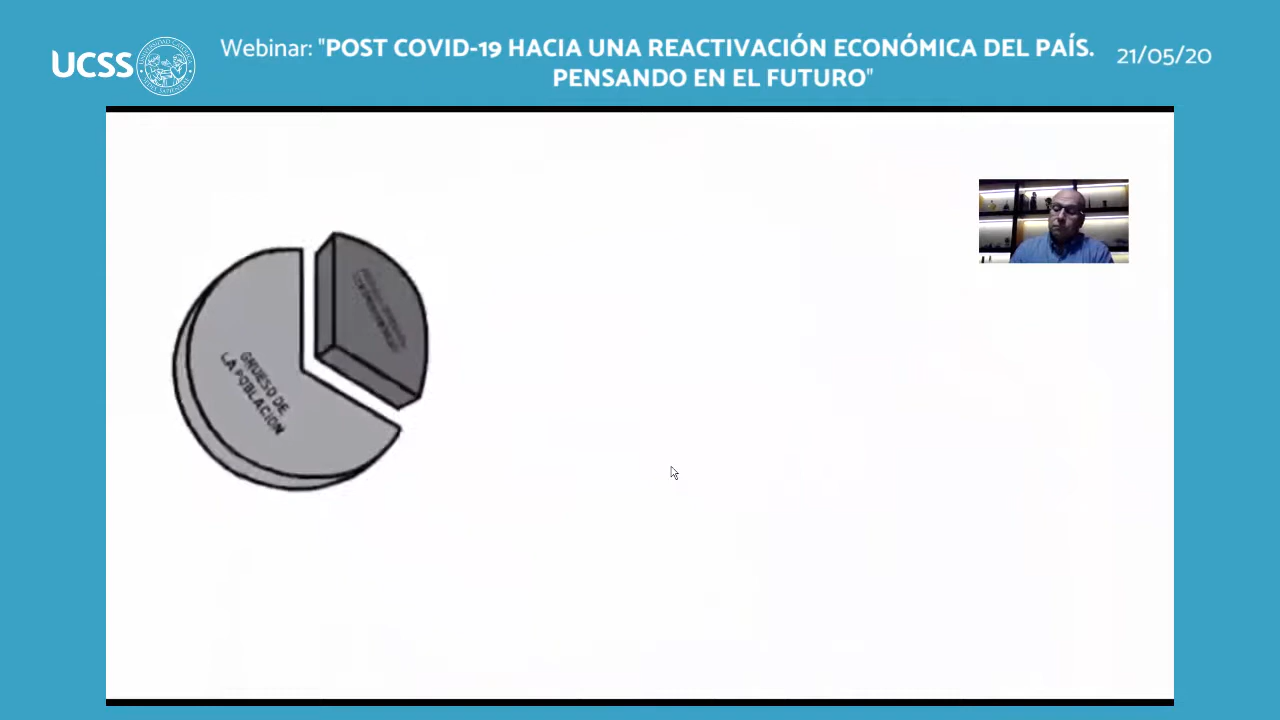 UCSS
Webinar: "POST COVID-19 HACIA UNA REACTIVACIÓN ECONÓMICA DEL PAÍS.
PENSANDO EN EL FUTURO"
21/05/20
GRUESO DE
LA POBLACION